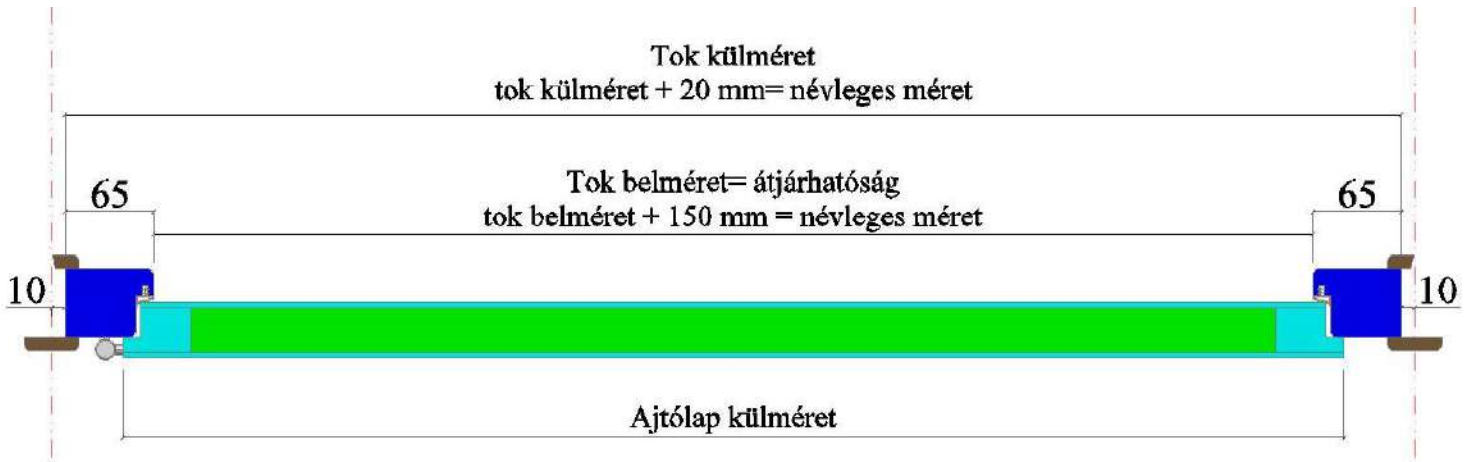 Tok külméret
tok külméret + 20 mm= névleges méret
Tok belméret= átjárhatóság
tok belméret + 150 mm = névleges méret
65
65
10
10
Ajtólap külméret